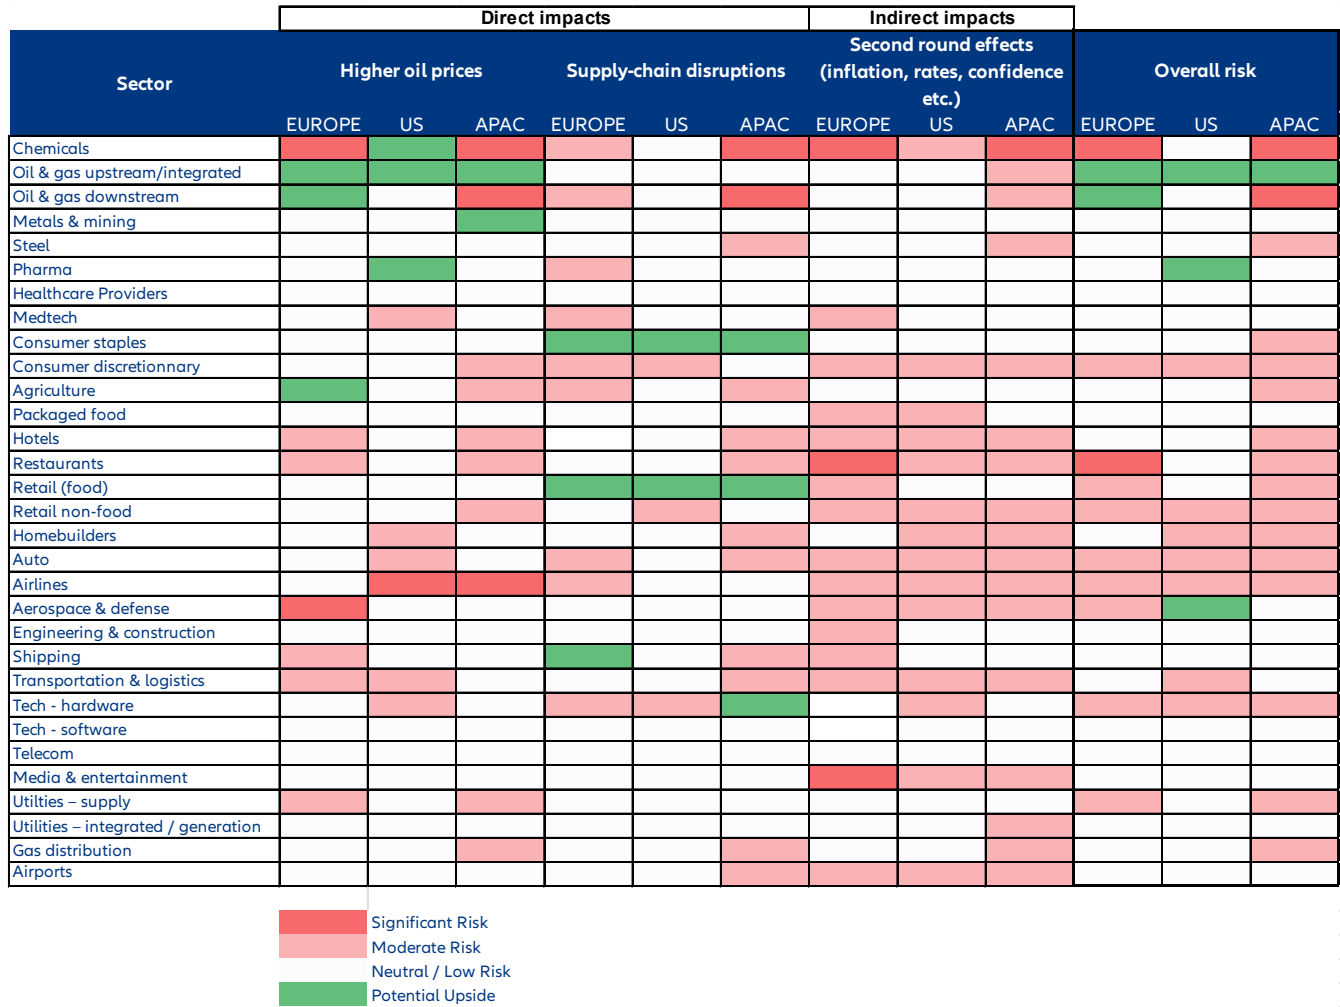 Direct impacts Indirect impacts
Sector Higher oil prices Supply-chain disruptions Second round effects (inflation, rates, confidence etc.) Overall risk
EUROPE US APAC EUROPE US APAC EUROPE US APAC EUROPE US APAC
Chemicals
Oil & gas upstream/integrated
Oil & gas downstream
Metals & mining
Steel
Pharma
Healthcare Providers
Medtech
Consumer staples
Consumer discretionnary
Agriculture
Packaged food
Hotels
Restaurants
Retail (food)
Retail non-food
Homebuilders
Auto
Airlines
Aerospace & defense
Engineering & construction
Shipping
Transportation & logistics
Tech - hardware
Tech - software
Telecom
Media & entertainment
Utilties – supply
Utilities – integrated / generation
Gas distribution
Airports
Significant Risk
Moderate Risk
Neutral / Low Risk
Potential Upside